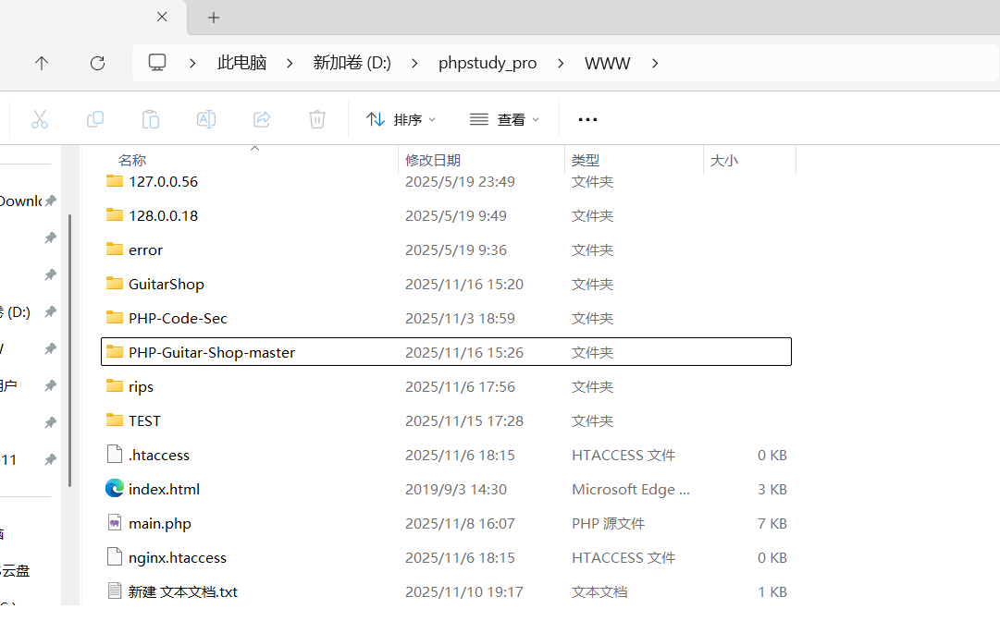 此电脑 新加卷 (D:) phpstudy_pro WWW
排序 查看
名称 修改日期 类型 大小
127.0.0.56 2025/5/19 23:49 文件夹
128.0.0.18 2025/5/19 9:49 文件夹
error 2025/5/19 9:36 文件夹
GuitarShop 2025/11/16 15:20 文件夹
PHP-Code-Sec 2025/11/3 18:59 文件夹
PHP-Guitar-Shop-master 2025/11/16 15:26 文件夹
rips 2025/11/6 17:56 文件夹
TEST 2025/11/15 17:28 文件夹
.htaccess 2025/11/6 18:15 HTACCESS 文件 0 KB
index.html 2019/9/3 14:30 Microsoft Edge ... 3 KB
main.php 2025/11/8 16:07 PHP 源文件 7 KB
nginx.htaccess 2025/11/6 18:15 HTACCESS 文件 0 KB
新建 文本文档.txt 2025/11/10 19:17 文本文档 1 KB
(D:)
11
云盘